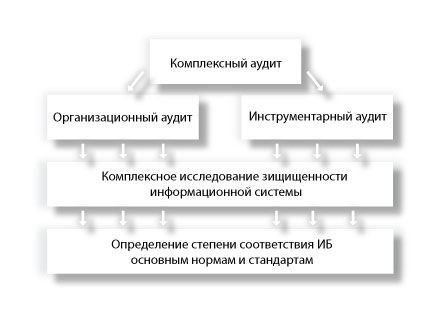 Комплексный аудит
Организационный аудит
Инструментарный аудит
Комплексное исследование зищищенности
информационной системы
Определение степени соответствия ИБ
основным нормам и стандартам